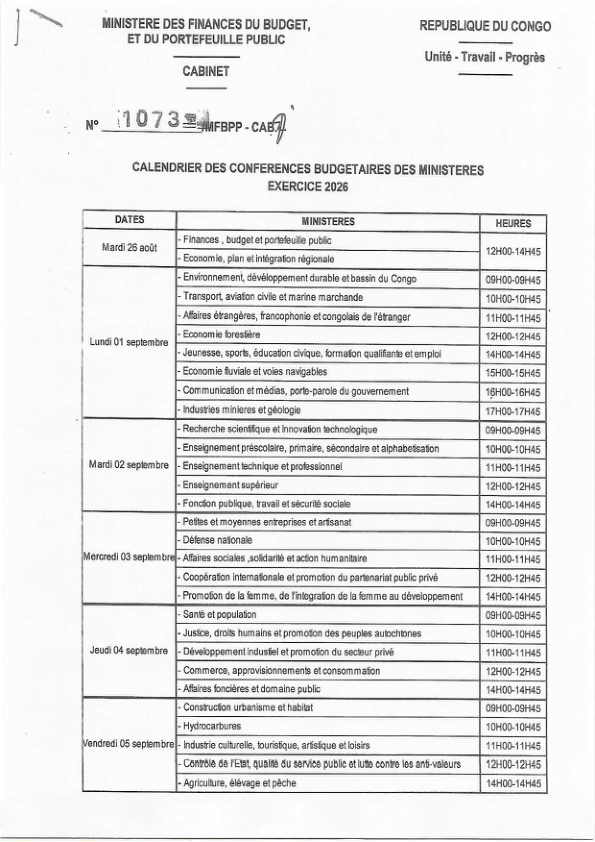 MINISTERE DES FINANCES DU BUDGET,
ET DU PORTEFEUILLE PUBLIC
CABINET
REPUBLIQUE DU CONGO
Unité - Travail - Progrès
N° 1073 MFBPP - CAB
CALENDRIER DES CONFERENCES BUDGETAIRES DES MINISTERES
EXERCICE 2026
DATES MINISTERES HEURES
Mardi 26 août
- Finances , budget et portefeuille public
- Economie, plan et intégration régionale
12H00-14H45
Lundi 01 septembre
- Environnement, dévéloppement durable et bassin du Congo 09H00-09H45
- Transport, aviation civile et marine marchande 10H00-10H45
- Affaires étrangères, francophonie et congolais de l'étranger 11H00-11H45
- Economie forestière 12H00-12H45
- Jeunesse, sports, éducation civique, formation qualifiante et emploi 14H00-14H45
- Economie fluviale et voies navigables 15H00-15H45
- Communication et médias, porte-parole du gouvernement 16H00-16H45
- Industries minieres et géologie 17H00-17H45
Mardi 02 septembre
- Recherche scientifique et Innovation technologique 09H00-09H45
- Enseignement préscolaire, primaire, sécondaire et alphabetisation 10H00-10H45
- Enseignement technique et professionnel 11H00-11H45
- Enseignement supérieur 12H00-12H45
- Fonction publique, travail et sécurité sociale 14H00-14H45
Mercredi 03 septembre
- Petites et moyennes entreprises et artisanat 09H00-09H45
- Défense nationale 10H00-10H45
- Affaires sociales ,solidarité et action humanitaire 11H00-11H45
- Coopération internationale et promotion du partenariat public privé 12H00-12H45
- Promotion de la femme, de l'integration de la femme au développement 14H00-14H45
Jeudi 04 septembre
- Santé et population 09H00-09H45
- Justice, droits humains et promotion des peuples autochtones 10H00-10H45
- Développement industiel et promotion du secteur privé 11H00-11H45
- Commerce, approvisionnements et consommation 12H00-12H45
- Affaires foncières et domaine public 14H00-14H45
Vendredi 05 septembre
- Construction urbanisme et habitat 09H00-09H45
- Hydrocarbures 10H00-10H45
- Industrie culturelle, touristique, artistique et loisirs 11H00-11H45
- Contrôle de l'Etat, qualité du service public et lutte contre les anti-valeurs 12H00-12H45
- Agriculture, élévage et pêche 14H00-14H45